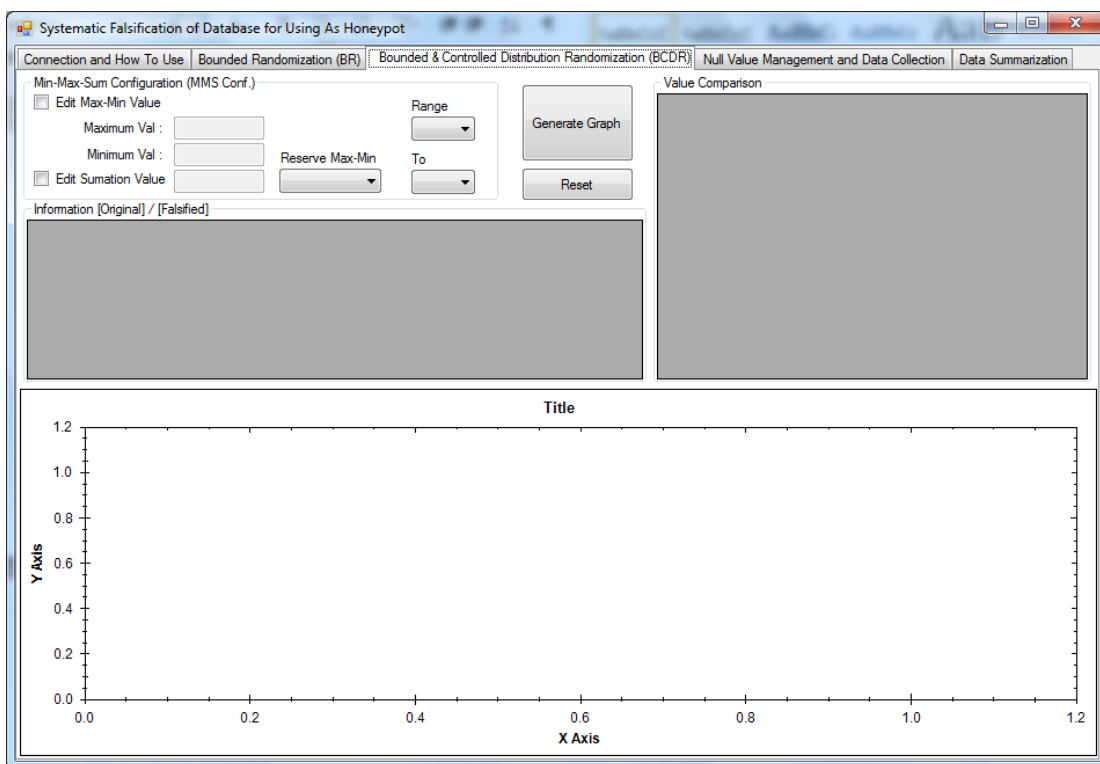 Systematic Falsification of Database for Using As Honeypot
Connection and How To Use Bounded Randomization (BR) Bounded & Controlled Distribution Randomization (BCDR) Null Value Management and Data Collection Data Summarization
Min-Max-Sum Configuration (MMS Conf.)
Edit Max-Min Value
Range
Maximum Val :
Minimum Val :
Reserve Max-Min
To
Edit Sumation Value
Generate Graph
Reset
Value Comparison
Information [Original] / [Falsified]
Title
1.2
1.0
0.8
0.6
0.4
0.2
0.0
Y Axis
0.0 0.2 0.4 0.6 0.8 1.0 1.2
X Axis